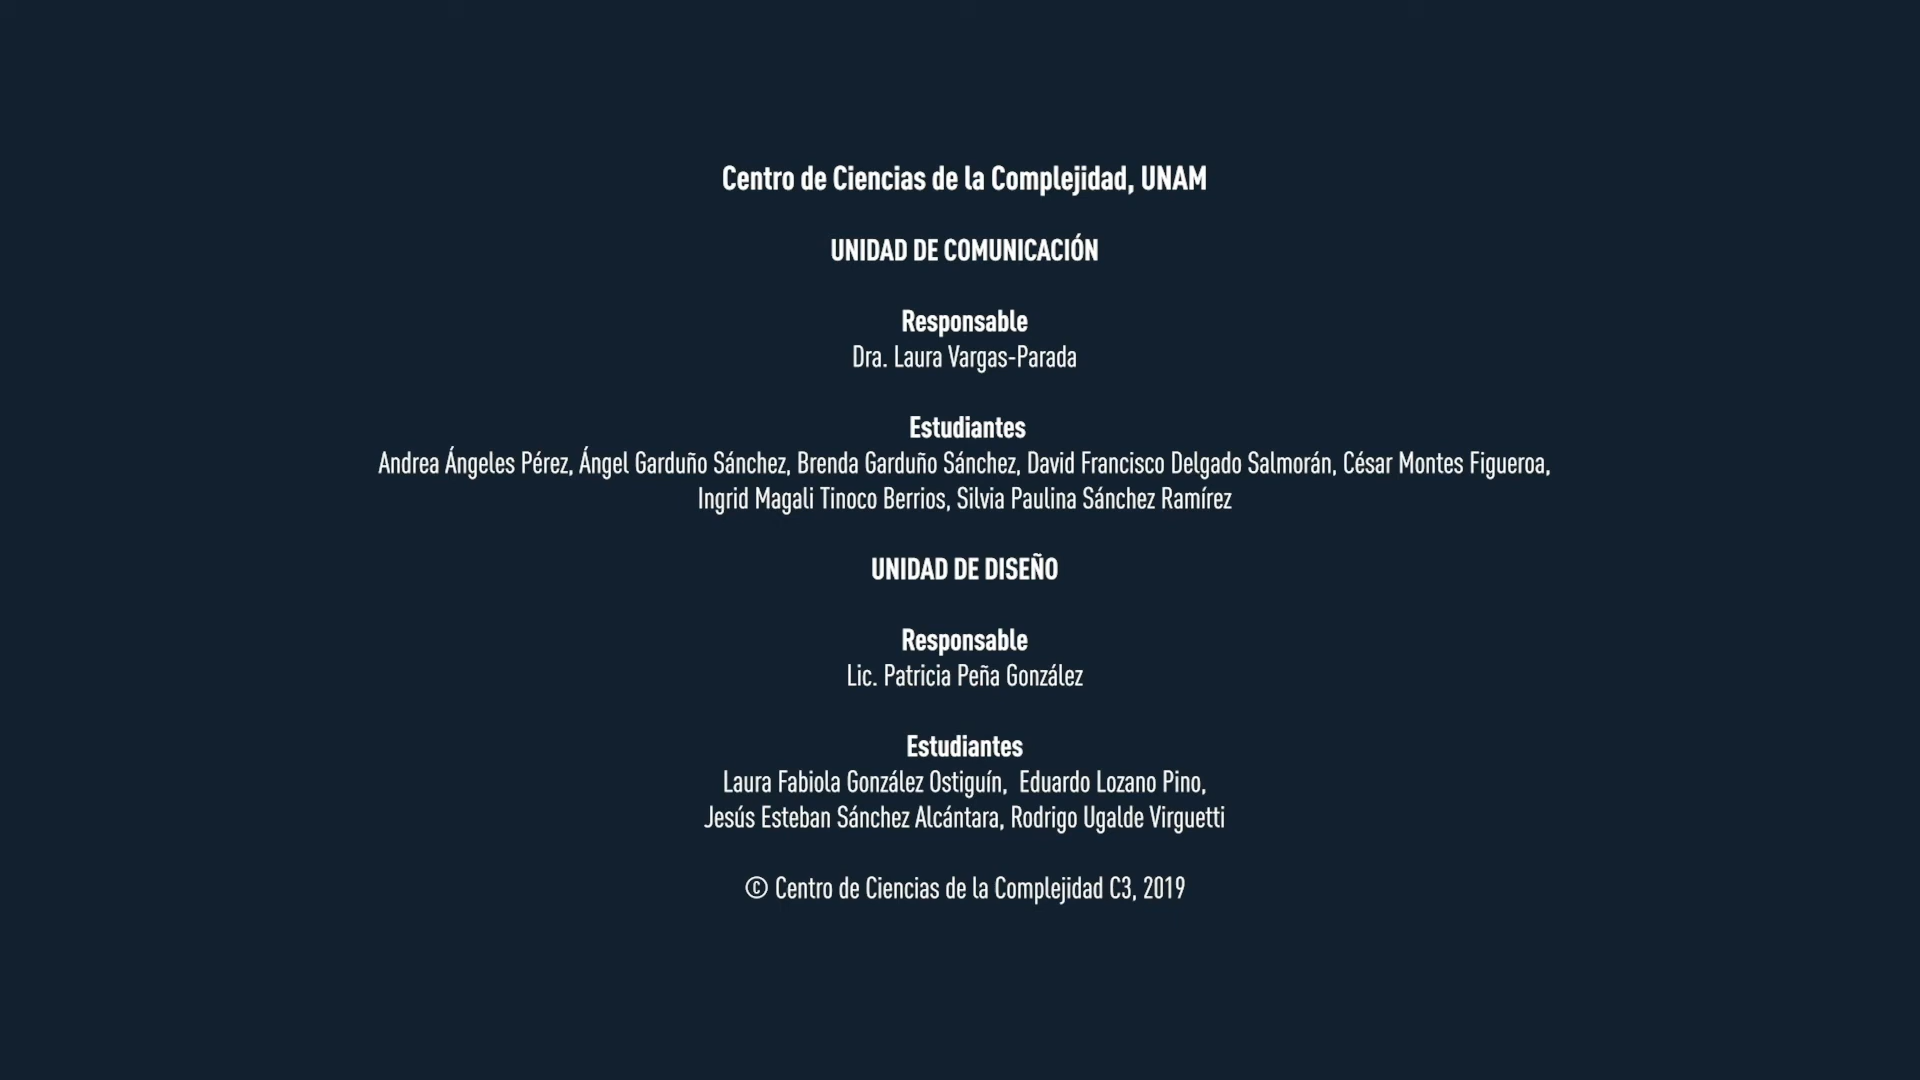 Centro de Ciencias de la Complejidad, UNAM
UNIDAD DE COMUNICACIÓN
Responsable
Dra. Laura Vargas-Parada
Estudiantes
Andrea Ángeles Pérez, Ángel Garduño Sánchez, Brenda Garduño Sánchez, David Francisco Delgado Salmorán, César Montes Figueroa,
Ingrid Magali Tinoco Berrios, Silvia Paulina Sánchez Ramírez
UNIDAD DE DISEÑO
Responsable
Lic. Patricia Peña González
Estudiantes
Laura Fabiola González Ostiguín,  Eduardo Lozano Pino,
Jesús Esteban Sánchez Alcántara, Rodrigo Ugalde Virguetti
© Centro de Ciencias de la Complejidad C3, 2019